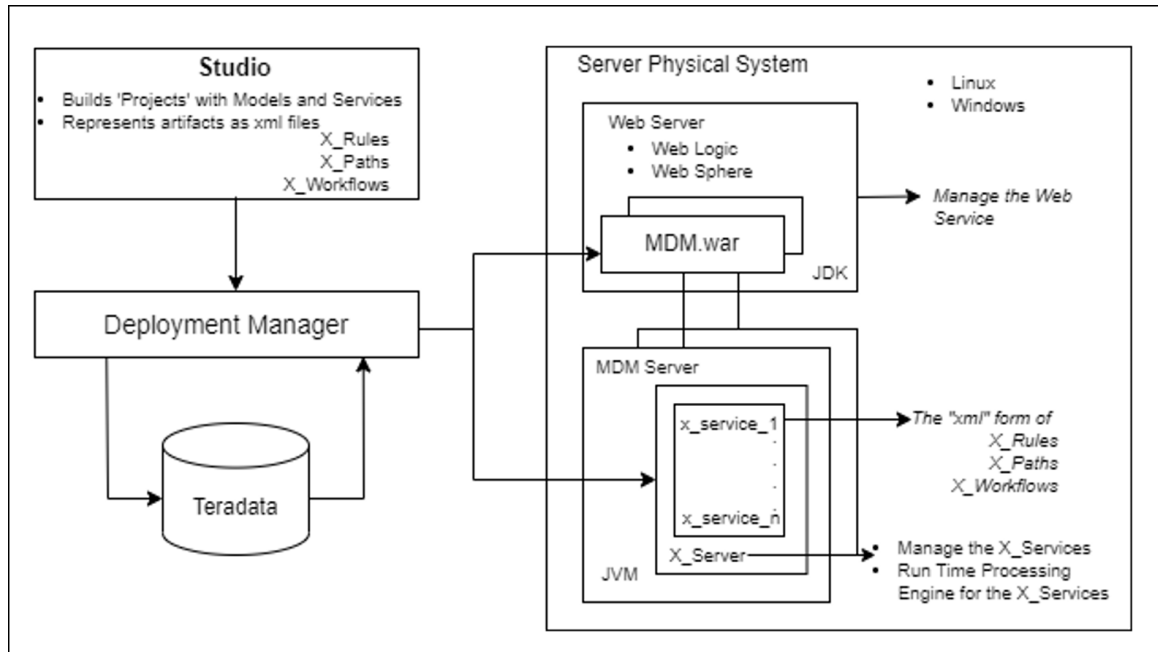 Studio
• Builds 'Projects' with Models and Services
• Represents artifacts as xml files
X_Rules
X_Paths
X_Workflows
Deployment Manager
Teradata
Server Physical System
• Linux
• Windows
Web Server
• Web Logic
• Web Sphere
MDM.war
JDK
Manage the Web
Service
MDM Server
x_service_1
.
.
.
.
x_service_n
X_Server
JVM
The "xml" form of
X_Rules
X_Paths
X_Workflows
• Manage the X_Services
• Run Time Processing
Engine for the X_Services